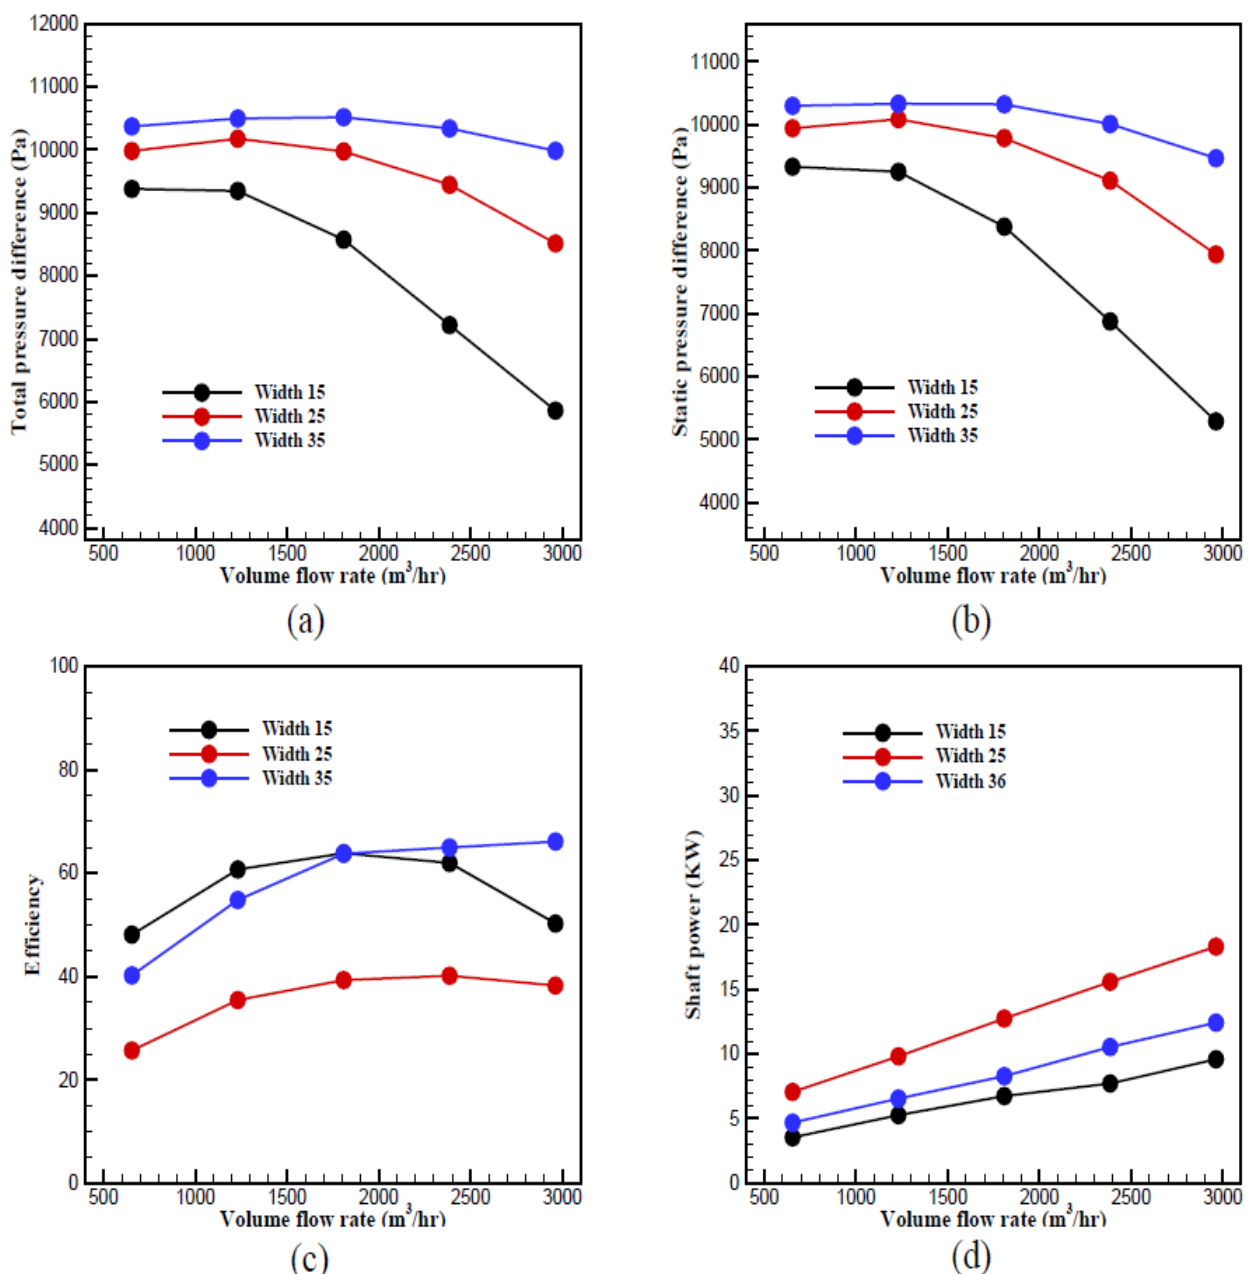 12000
11000
10000
9000
8000
7000
6000
5000
4000
Total pressure difference (Pa)
Width 15
Width 25
Width 35
500 1000 1500 2000 2500 3000
Volume flow rate (m³/hr)
(a)
11000
10000
9000
8000
7000
6000
5000
4000
Static pressure difference (Pa)
Width 15
Width 25
Width 35
500 1000 1500 2000 2500 3000
Volume flow rate (m³/hr)
(b)
100
80
60
40
20
0
Efficiency
Width 15
Width 25
Width 35
500 1000 1500 2000 2500 3000
Volume flow rate (m³/hr)
(c)
40
35
30
25
20
15
10
5
0
Shaft power (KW)
Width 15
Width 25
Width 36
500 1000 1500 2000 2500 3000
Volume flow rate (m³/hr)
(d)